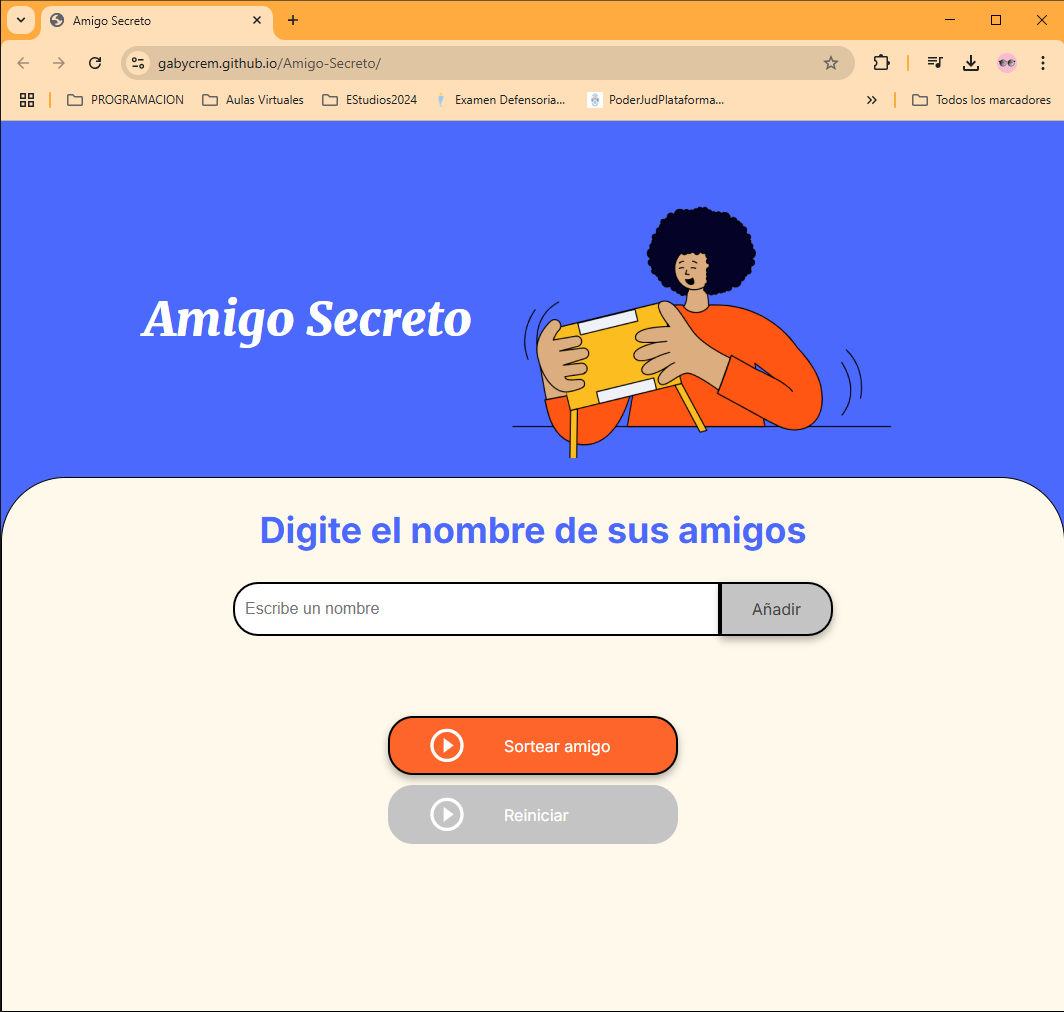 Amigo Secreto
gabycrem.github.io/Amigo-Secreto/
PROGRAMACION Aulas Virtuales EStudios2024 Examen Defensoria... PoderJudPlataforma... » Todos los marcadores
Amigo Secreto
Digite el nombre de sus amigos
Escribe un nombre Añadir
Sortear amigo
Reiniciar